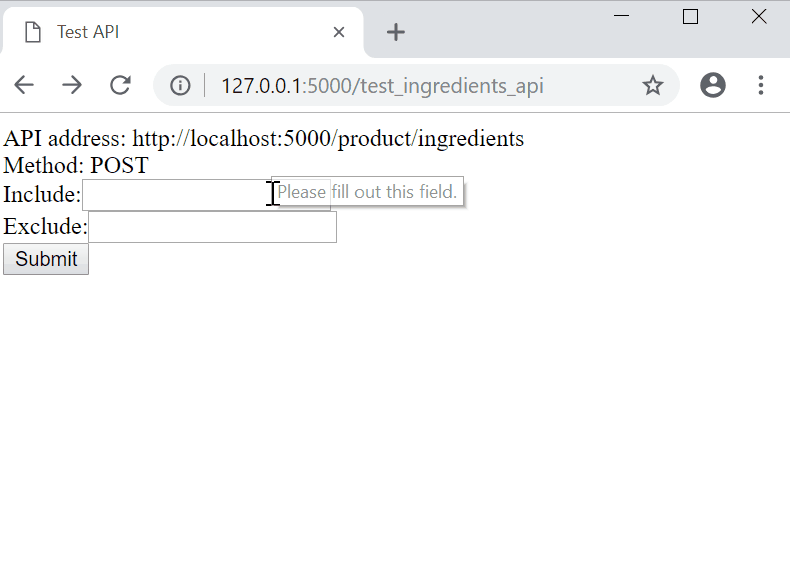 Test API
127.0.0.1:5000/test_ingredients_api
API address: http://localhost:5000/product/ingredients
Method: POST
Include:
Please fill out this field.
Exclude:
Submit